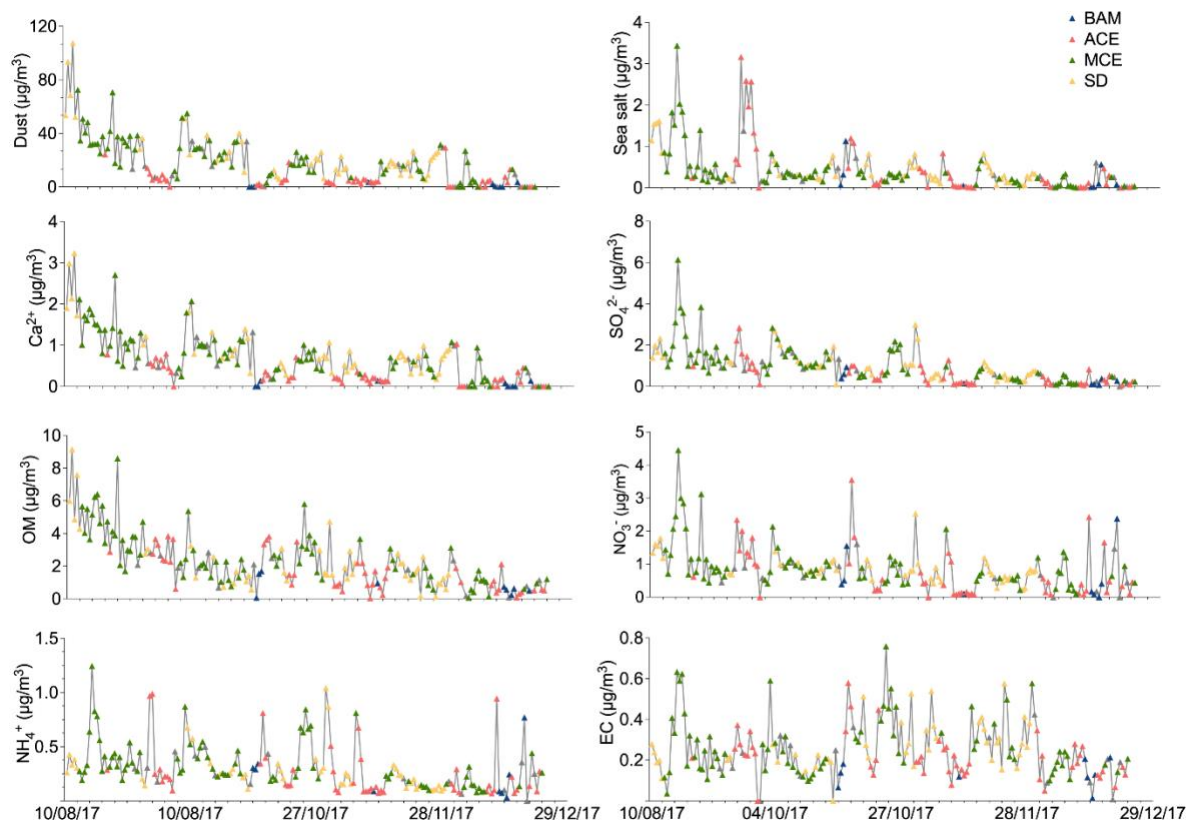 BAM
ACE
MCE
SD
Dust (µg/m³)
120
80
40
0
Sea salt (µg/m³)
4
3
2
1
0
Ca²⁺ (µg/m³)
4
3
2
1
0
SO₄²⁻ (µg/m³)
8
6
4
2
0
OM (µg/m³)
10
8
6
4
2
0
NO₃⁻ (µg/m³)
5
4
3
2
1
0
NH₄⁺ (µg/m³)
1.5
1.0
0.5
10/08/17 10/08/17 27/10/17 28/11/17 29/12/17
EC (µg/m³)
0.8
0.6
0.4
0.2
10/08/17 04/10/17 27/10/17 28/11/17 29/12/17